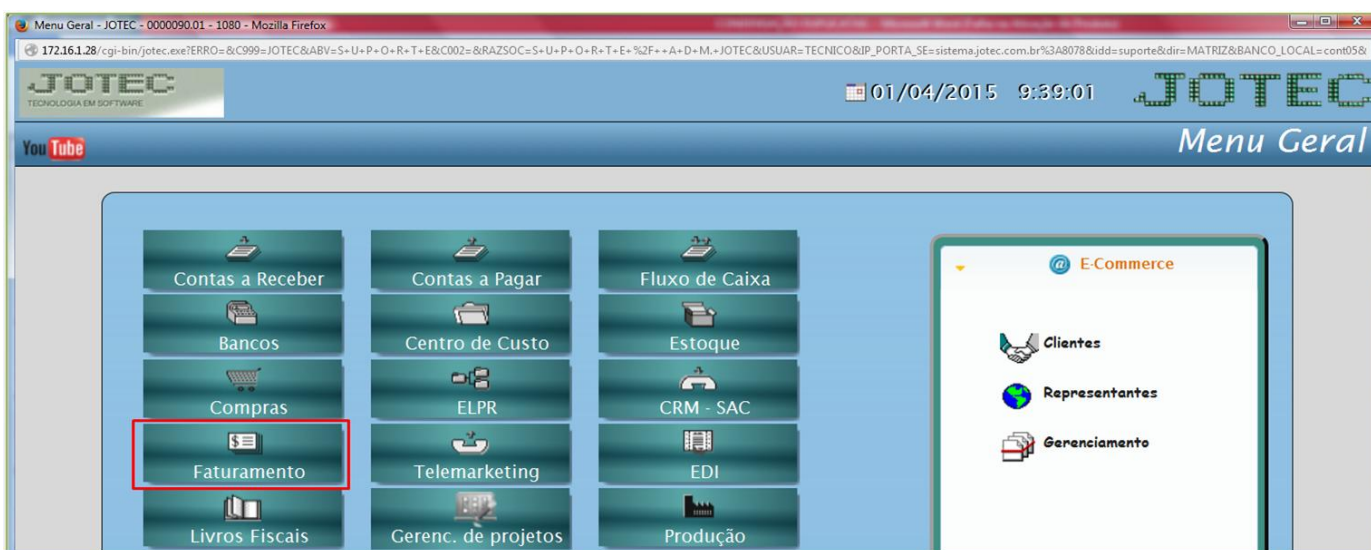 Menu Geral - JOTEC - 0000090.01 - 1080 - Mozilla Firefox
172.16.1.28/cgi-bin/jotec.exe?ERRO=&C999=JOTEC&ABV=S+U+P+O+R+T+E&C002=&RAZSOC=S+U+P+O+R+T+E+%2F++A+D+M.+JOTEC&USUAR=TECNICO&IP_PORTA_SE=sistema.jotec.com.br%3A8078&idd=suporte&dir=MATRIZ&BANCO_LOCAL=cont05&
JOTEC
TECNOLOGIA EM SOFTWARE
01/04/2015 9:39:01
JOTEC
YouTube
Menu Geral
Contas a Receber Contas a Pagar Fluxo de Caixa
Bancos Centro de Custo Estoque
Compras ELPR CRM - SAC
Faturamento Telemarketing EDI
Livros Fiscais Gerenc. de projetos Produção
E-Commerce
Clientes
Representantes
Gerenciamento